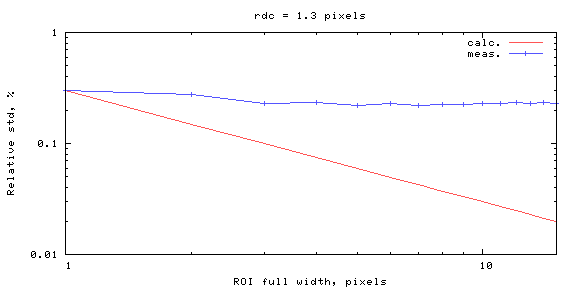 rdc = 1.3 pixels
calc.
meas.
1
0.1
0.01
Relative std, %
1
10
ROI full width, pixels